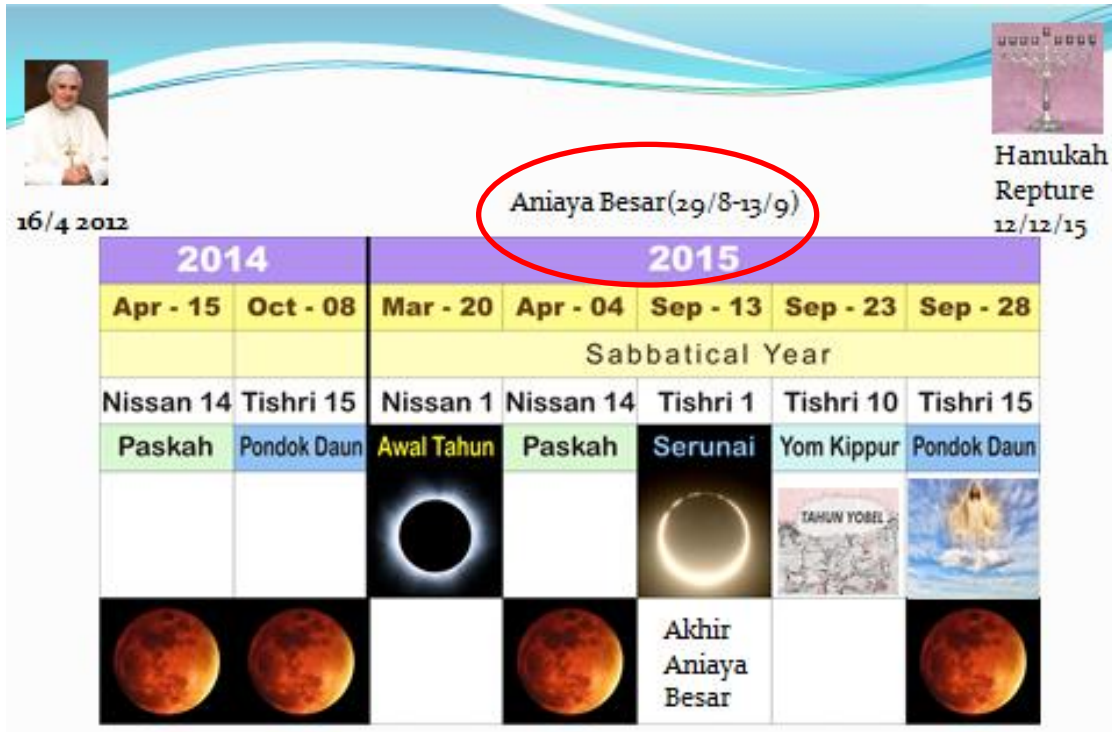 Hanukah
Repture
12/12/15
16/4 2012
Aniaya Besar(29/8-13/9)
2014 2015
Apr - 15 Oct - 08 Mar - 20 Apr - 04 Sep - 13 Sep - 23 Sep - 28
Sabbatical Year
Nissan 14 Tishri 15 Nissan 1 Nissan 14 Tishri 1 Tishri 10 Tishri 15
Paskah Pondok Daun Awal Tahun Paskah Serunai Yom Kippur Pondok Daun
TAHUN YOBEL
Akhir
Aniaya
Besar